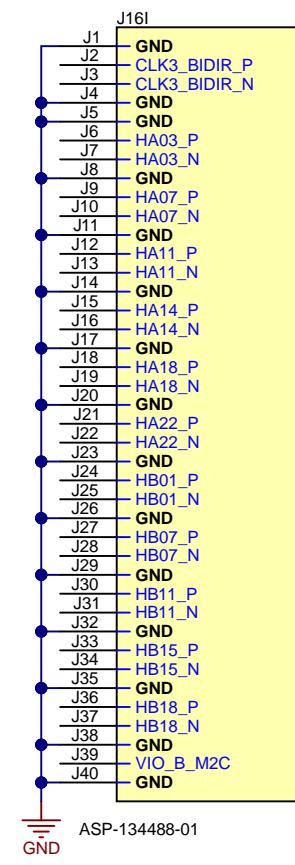 J16I
J1 GND
J2 CLK3_BIDIR_P
J3 CLK3_BIDIR_N
J4 GND
J5 GND
J6 HA03_P
J7 HA03_N
J8 GND
J9 HA07_P
J10 HA07_N
J11 GND
J12 HA11_P
J13 HA11_N
J14 GND
J15 HA14_P
J16 HA14_N
J17 GND
J18 HA18_P
J19 HA18_N
J20 GND
J21 HA22_P
J22 HA22_N
J23 GND
J24 HB01_P
J25 HB01_N
J26 GND
J27 HB07_P
J28 HB07_N
J29 GND
J30 HB11_P
J31 HB11_N
J32 GND
J33 HB15_P
J34 HB15_N
J35 GND
J36 HB18_P
J37 HB18_N
J38 GND
J39 VIO_B_M2C
J40 GND
ASP-134488-01
GND